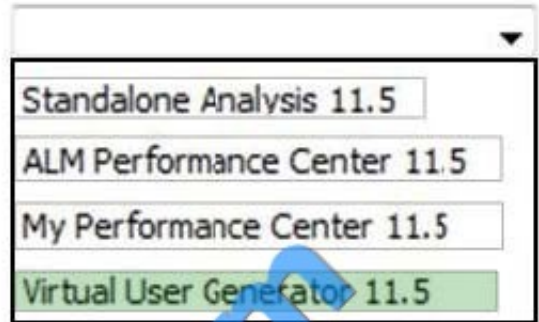 Standalone Analysis 11.5
ALM Performance Center 11.5
My Performance Center 11.5
Virtual User Generator 11.5